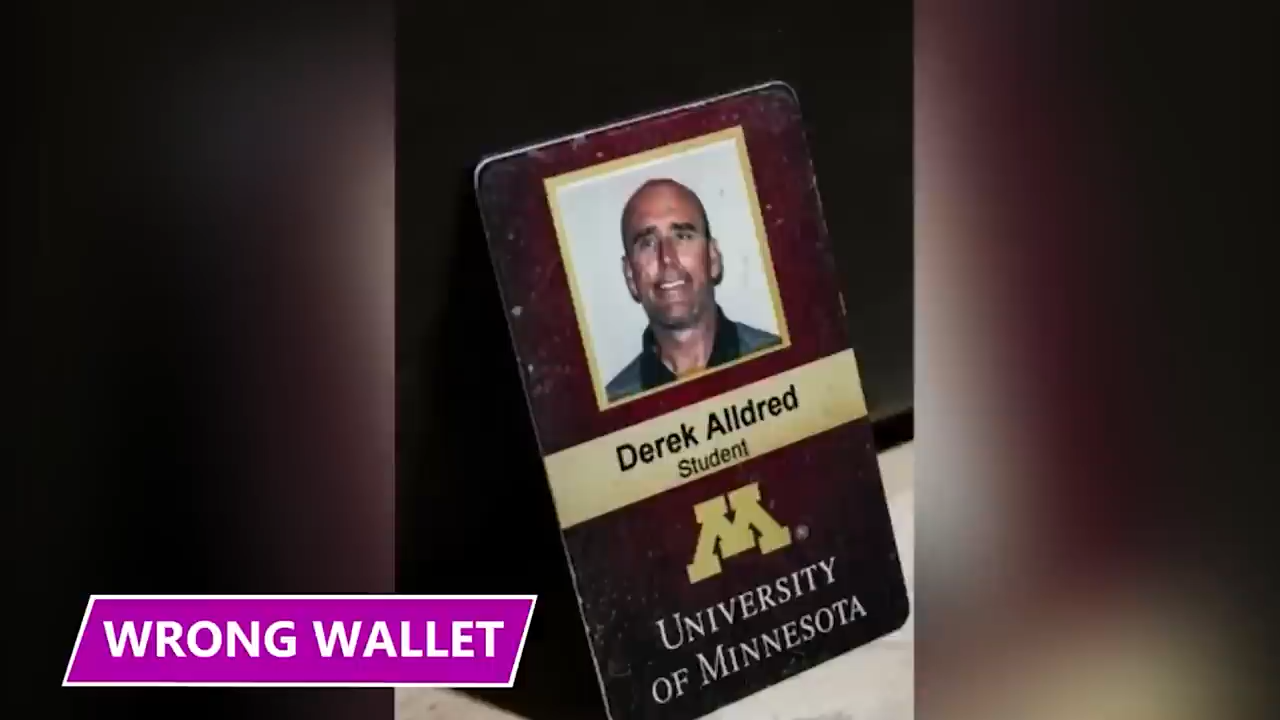 Derek Alldred
Student
M®
UNIVERSITY
OF MINNESOTA
WRONG WALLET